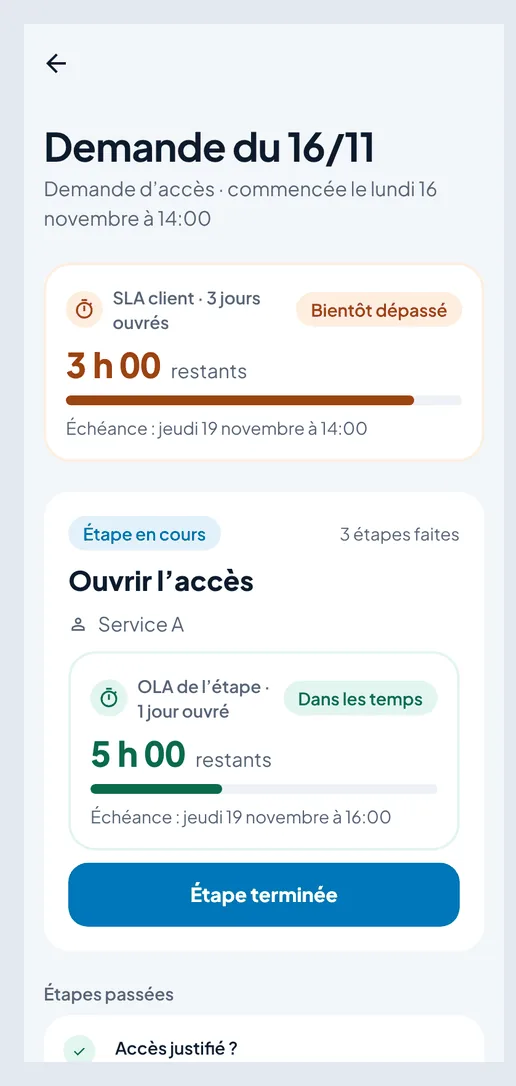 Demande du 16/11
Demande d’accès · commencée le lundi 16
novembre à 14:00
SLA client · 3 jours
ouvrés
Bientôt dépassé
3 h 00 restants
Échéance : jeudi 19 novembre à 14:00
Étape en cours
3 étapes faites
Ouvrir l’accès
Service A
OLA de l’étape ·
1 jour ouvré
Dans les temps
5 h 00 restants
Échéance : jeudi 19 novembre à 16:00
Étape terminée
Étapes passées
Accès justifié ?